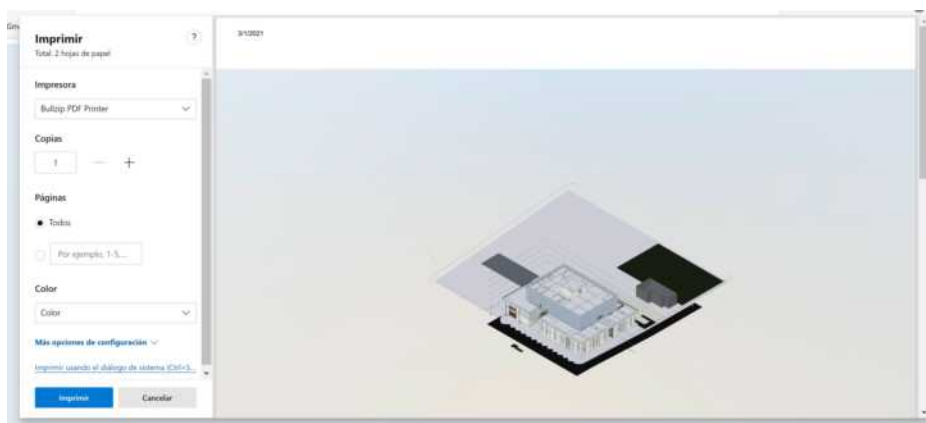 Imprimir
?
Total: 2 hojas de papel
Impresora
Bullzip PDF Printer
Copias
1
Páginas
Todos
Por ejemplo, 1-5,...
Color
Color
Más opciones de configuración
Imprimir usando el diálogo de sistema (Ctrl+S...
Imprimir
Cancelar
3/1/2021